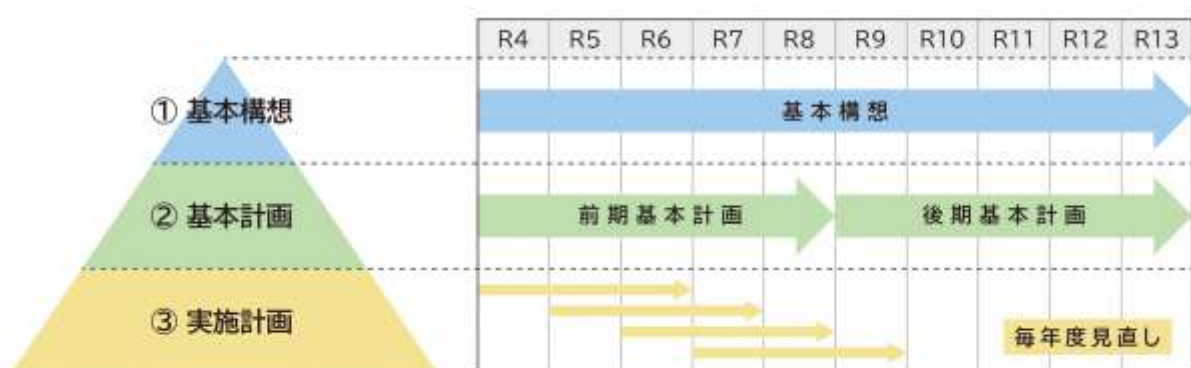 R4 R5 R6 R7 R8 R9 R10 R11 R12 R13
① 基本構想
基本構想
② 基本計画
前期基本計画
後期基本計画
③ 実施計画
毎年度見直し